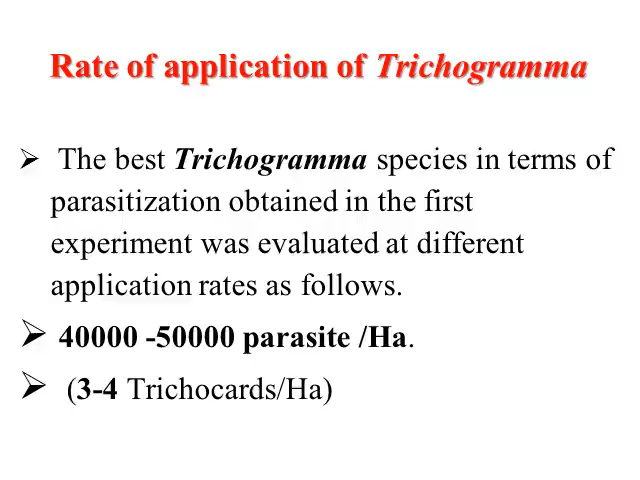 Rate of application of Trichogramma
➢ The best Trichogramma species in terms of
parasitization obtained in the first
experiment was evaluated at different
application rates as follows.
➢ 40000 -50000 parasite /Ha.
➢ (3-4 Trichocards/Ha)